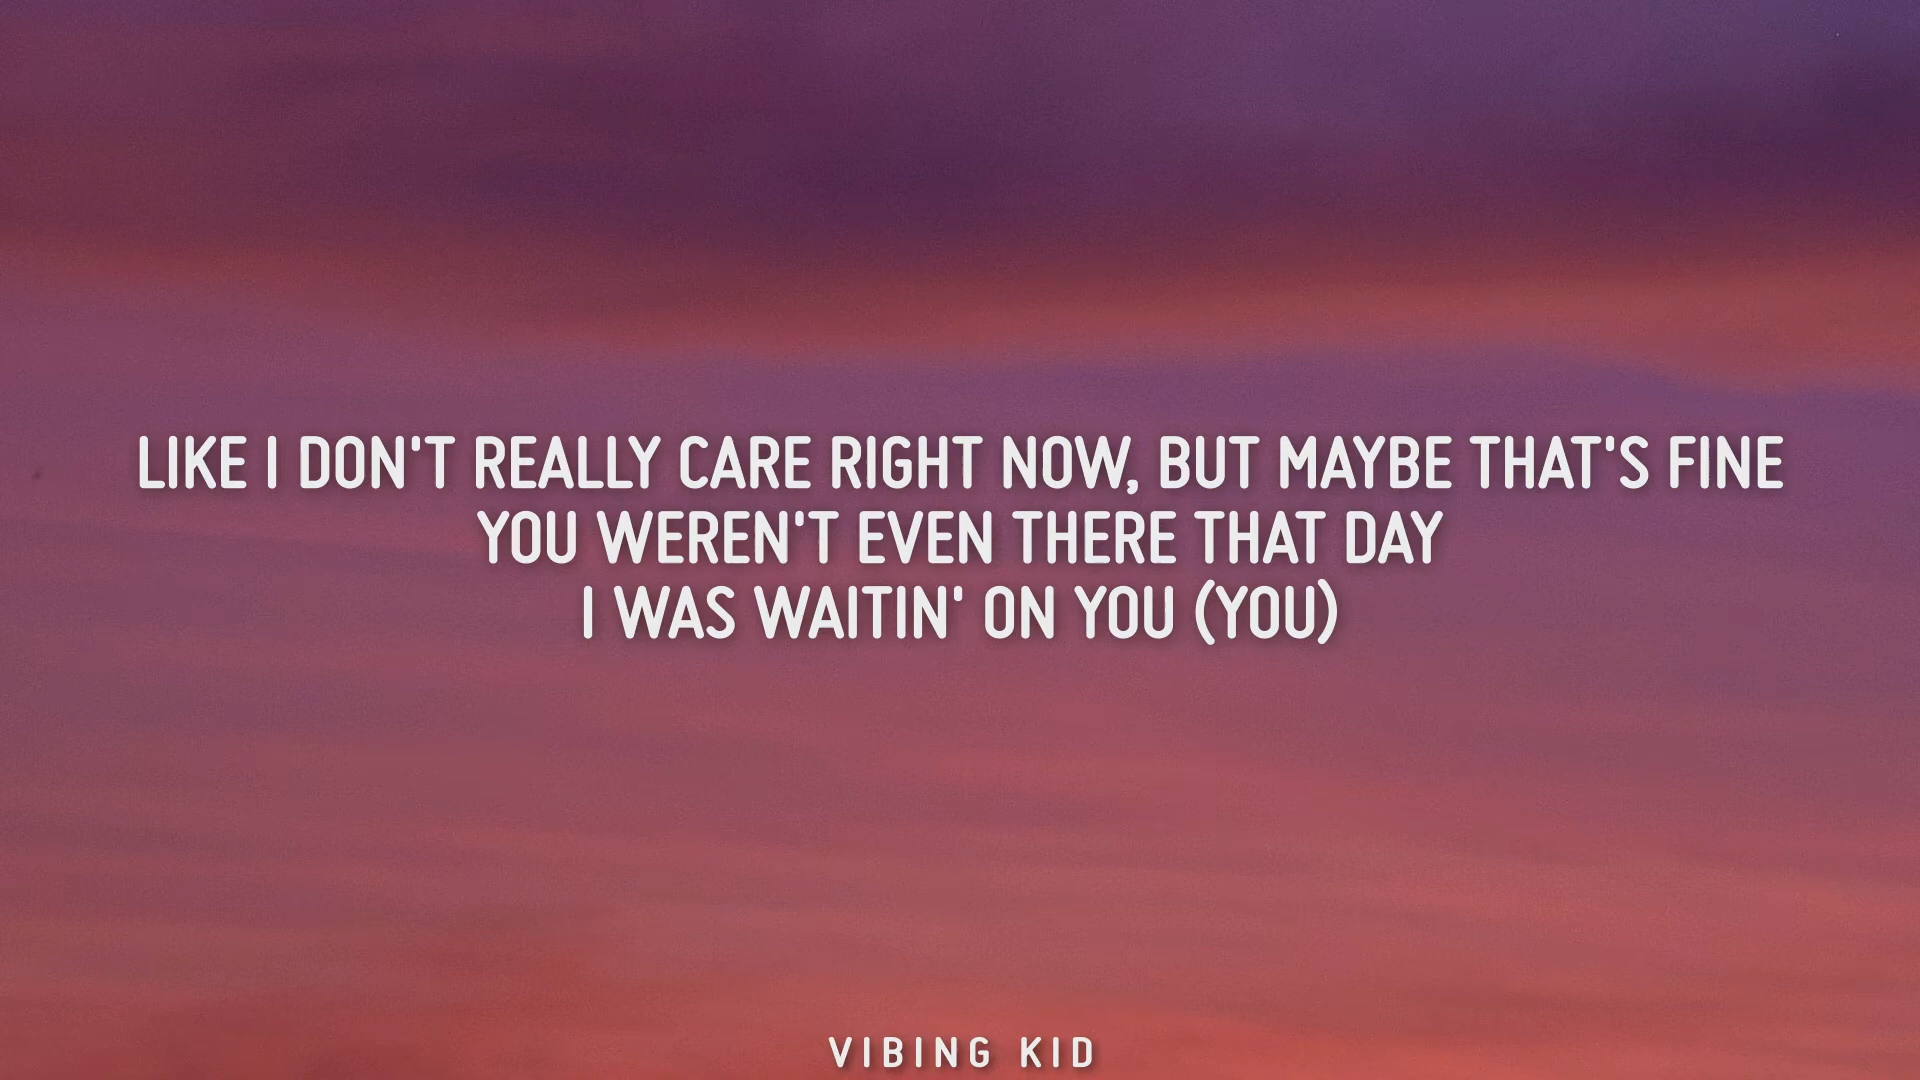 LIKE I DON'T REALLY CARE RIGHT NOW, BUT MAYBE THAT'S FINE
YOU WEREN'T EVEN THERE THAT DAY
I WAS WAITIN' ON YOU (YOU)
VIBING KID